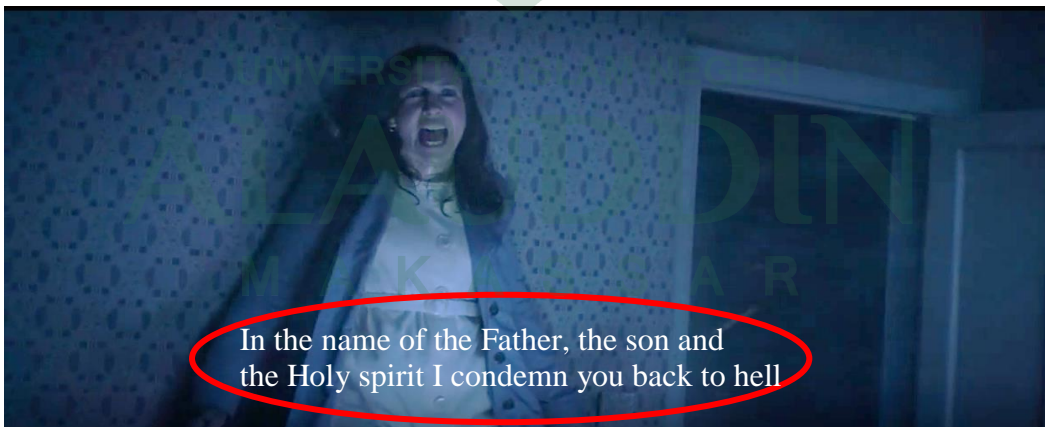 UNIVERSITAS ISLAM NEGERI
ALAUDDIN
MAKASSAR
In the name of the Father, the son and
the Holy spirit I condemn you back to hell